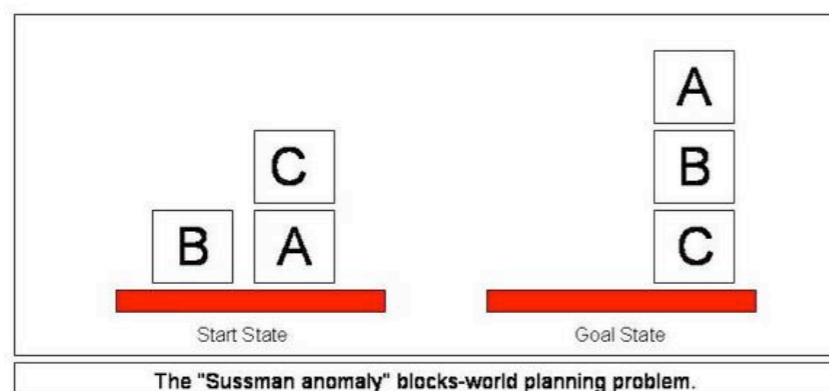 A
C
B
B A
C
Start State
Goal State
The "Sussman anomaly" blocks-world planning problem.